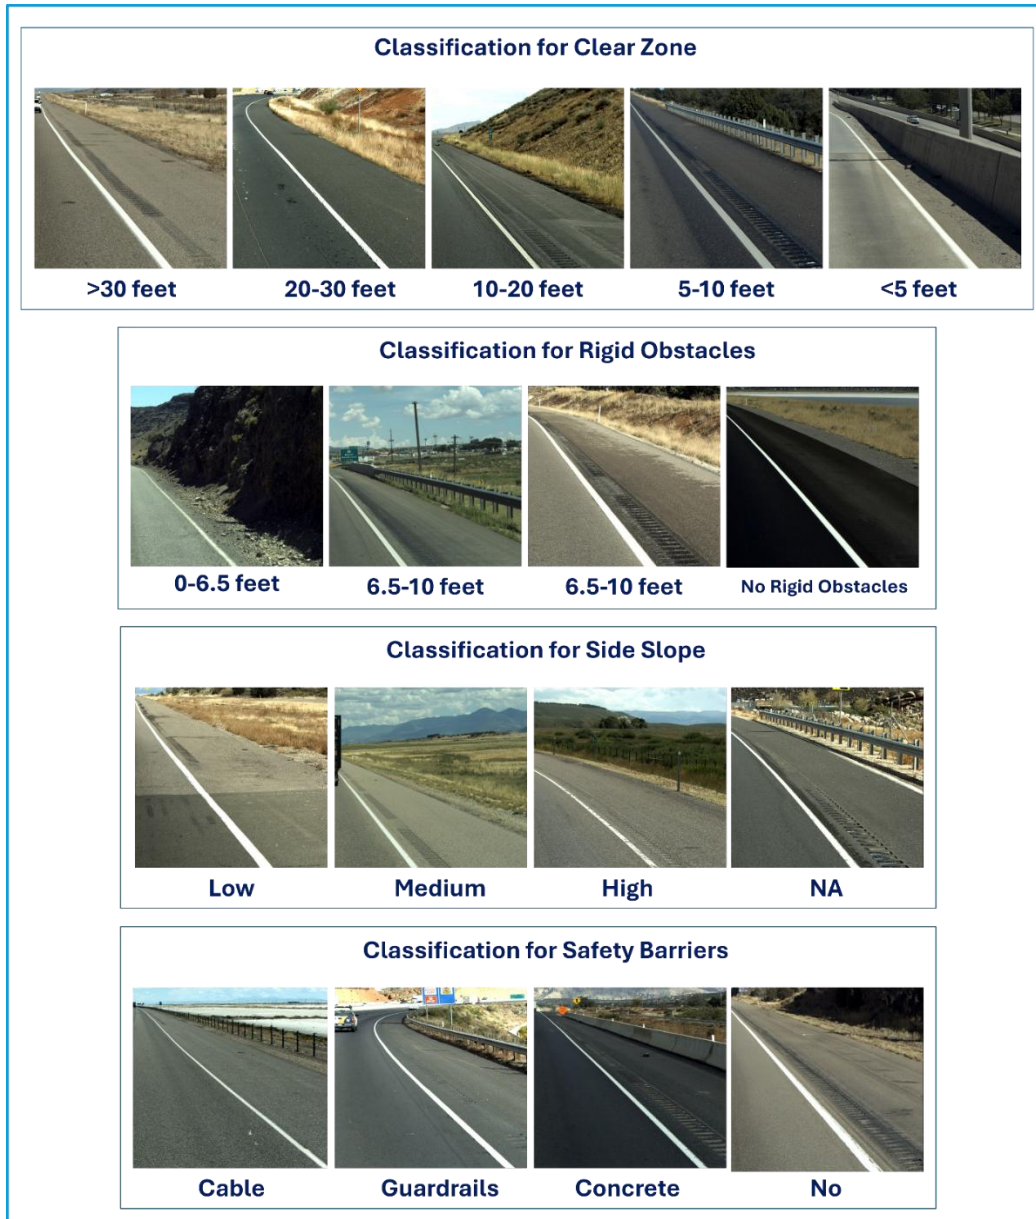 Classification for Clear Zone
>30 feet
20-30 feet
10-20 feet
5-10 feet
<5 feet
Classification for Rigid Obstacles
0-6.5 feet
6.5-10 feet
6.5-10 feet
No Rigid Obstacles
Classification for Side Slope
Low
Medium
High
NA
Classification for Safety Barriers
Cable
Guardrails
Concrete
No